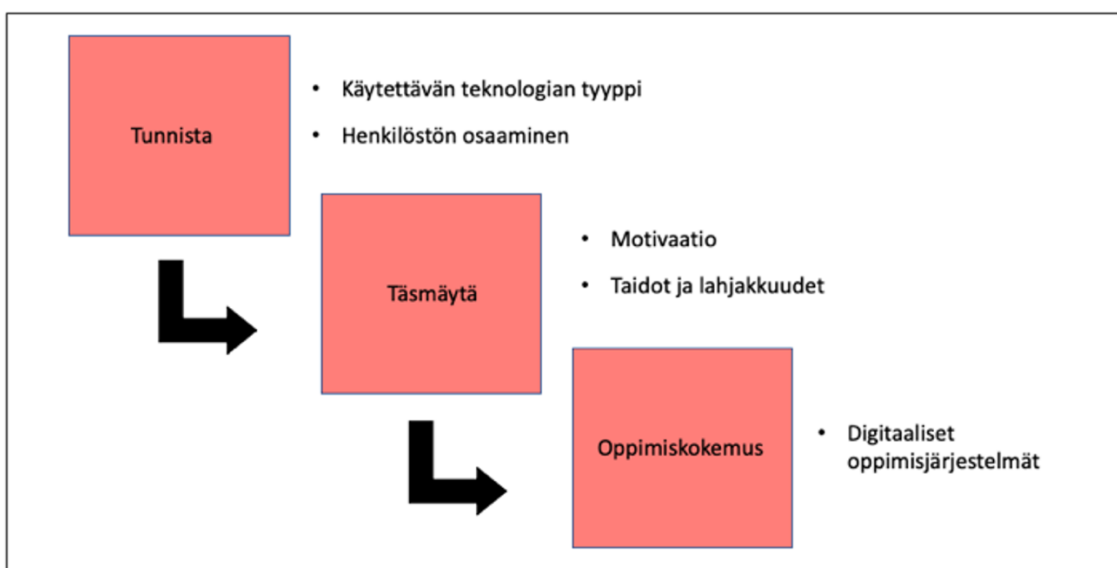 Tunnista
• Käytettävän teknologian tyyppi
• Henkilöstön osaaminen
Täsmäytä
• Motivaatio
• Taidot ja lahjakkuudet
Oppimiskokemus
• Digitaaliset
oppimisjärjestelmät